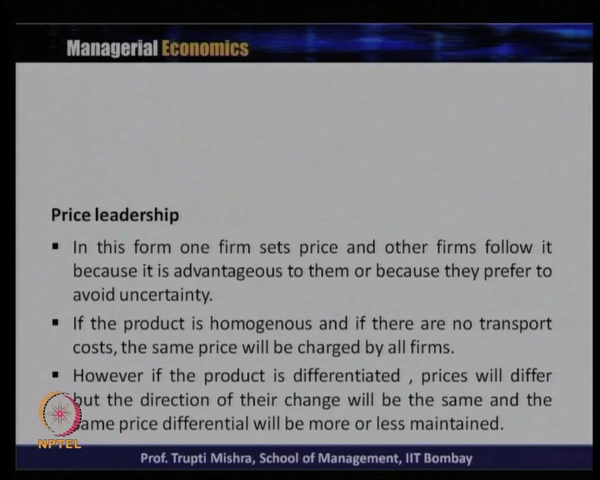 Managerial Economics
Price leadership
▪ In this form one firm sets price and other firms follow it
because it is advantageous to them or because they prefer to
avoid uncertainty.
▪ If the product is homogenous and if there are no transport
costs, the same price will be charged by all firms.
▪ However if the product is differentiated , prices will differ
but the direction of their change will be the same and the
same price differential will be more or less maintained.
NPTEL
Prof. Trupti Mishra, School of Management, IIT Bombay